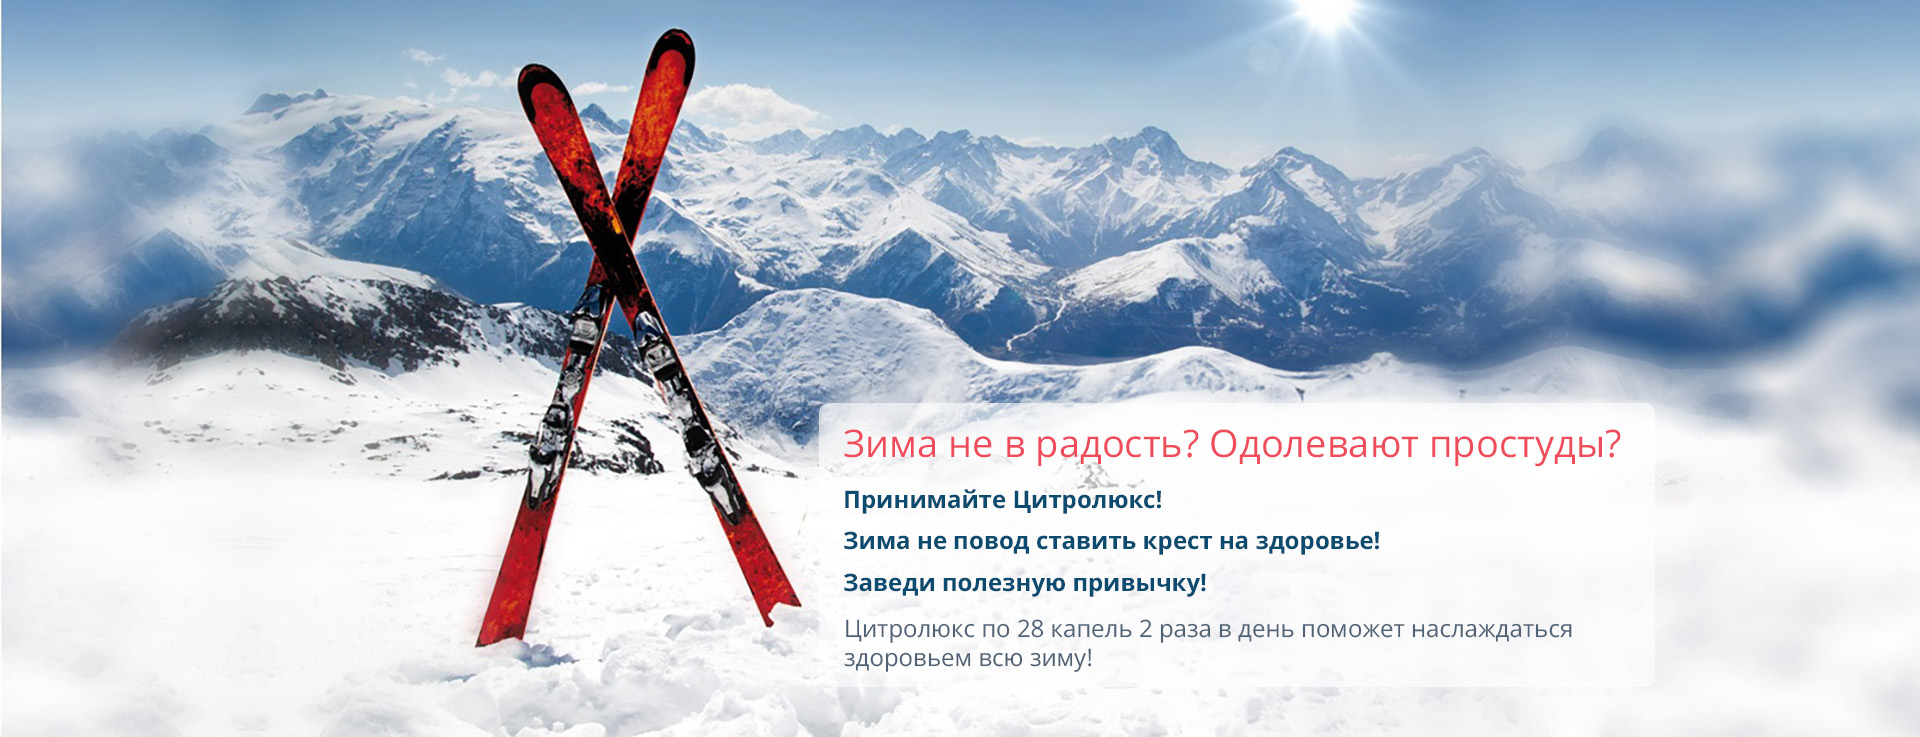 Зима не в радость? Одолевают простуды?
Принимайте Цитролюкс!
Зима не повод ставить крест на здоровье!
Заведи полезную привычку!
Цитролюкс по 28 капель 2 раза в день поможет наслаждаться
здоровьем всю зиму!